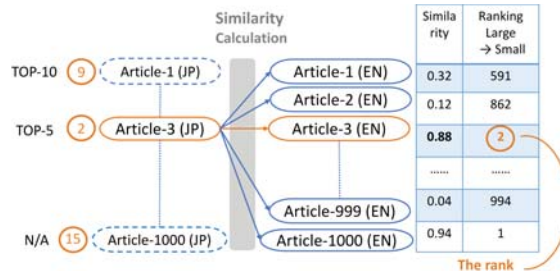 Similarity
Calculation
Simila
rity
Ranking
Large
→ Small
TOP-10
9
Article-1 (JP)
Article-1 (EN)
0.32
591
Article-2 (EN)
0.12
862
TOP-5
2
Article-3 (JP)
Article-3 (EN)
0.88
2
......
......
Article-999 (EN)
0.04
994
N/A
15
Article-1000 (JP)
Article-1000 (EN)
0.94
1
The rank